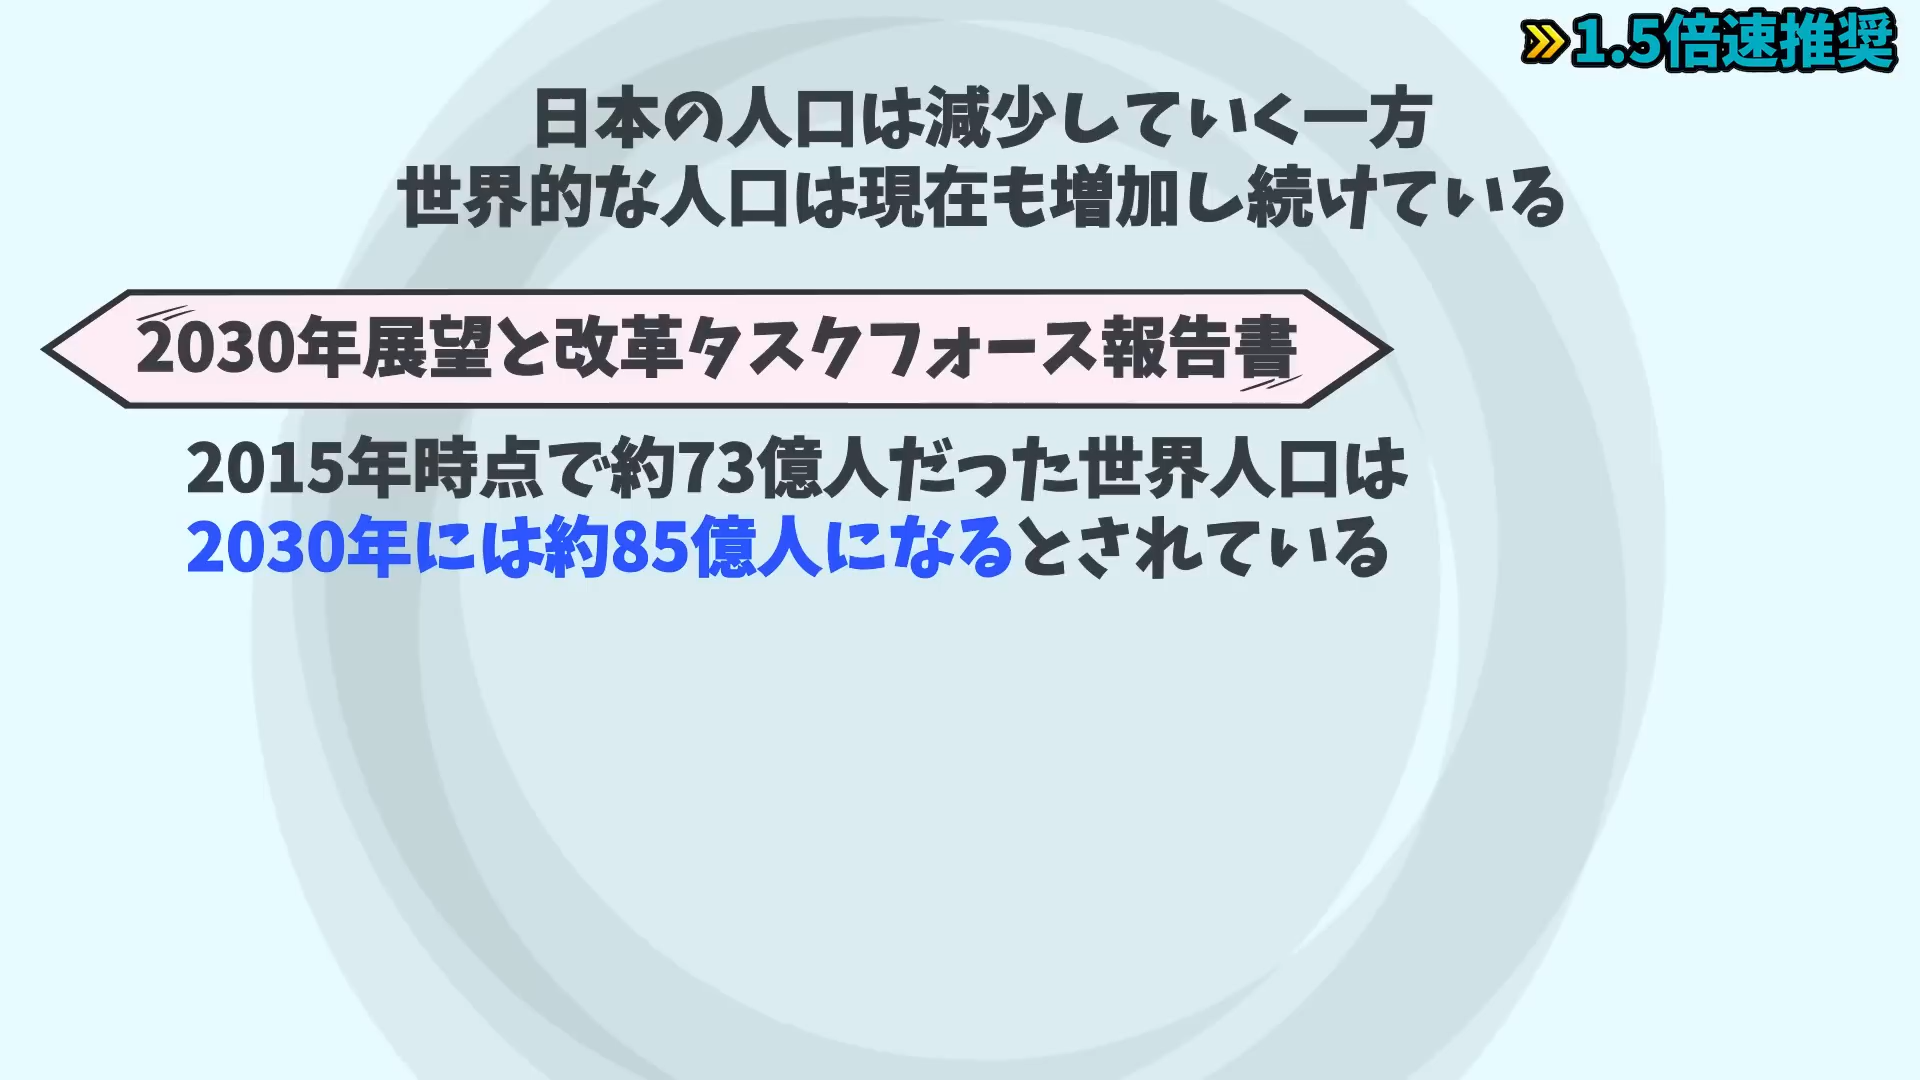 1.5倍速推奨
日本の人口は減少していく一方
世界的な人口は現在も増加し続けている
2030年展望と改革タスクフォース報告書
2015年時点で約73億人だった世界人口は
2030年には約85億人になるとされている